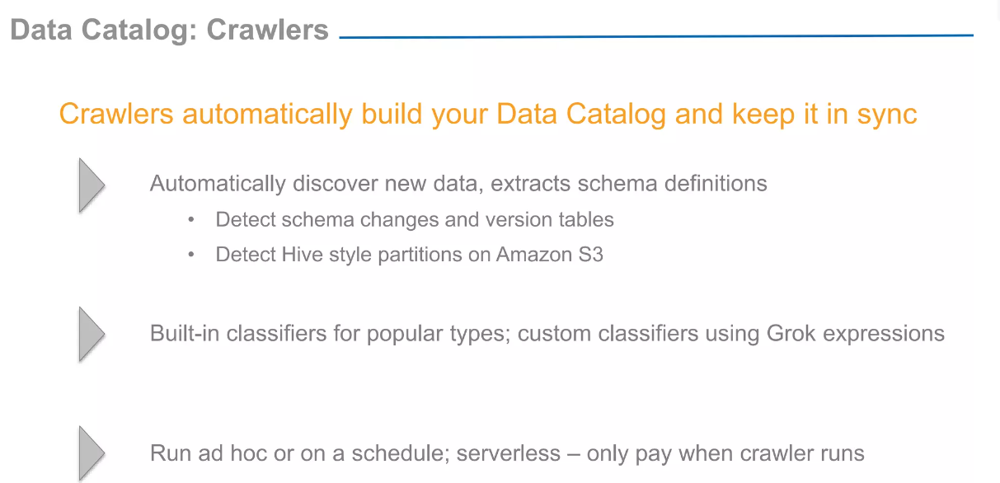 Data Catalog: Crawlers
Crawlers automatically build your Data Catalog and keep it in sync
Automatically discover new data, extracts schema definitions
• Detect schema changes and version tables
• Detect Hive style partitions on Amazon S3
Built-in classifiers for popular types; custom classifiers using Grok expressions
Run ad hoc or on a schedule; serverless – only pay when crawler runs